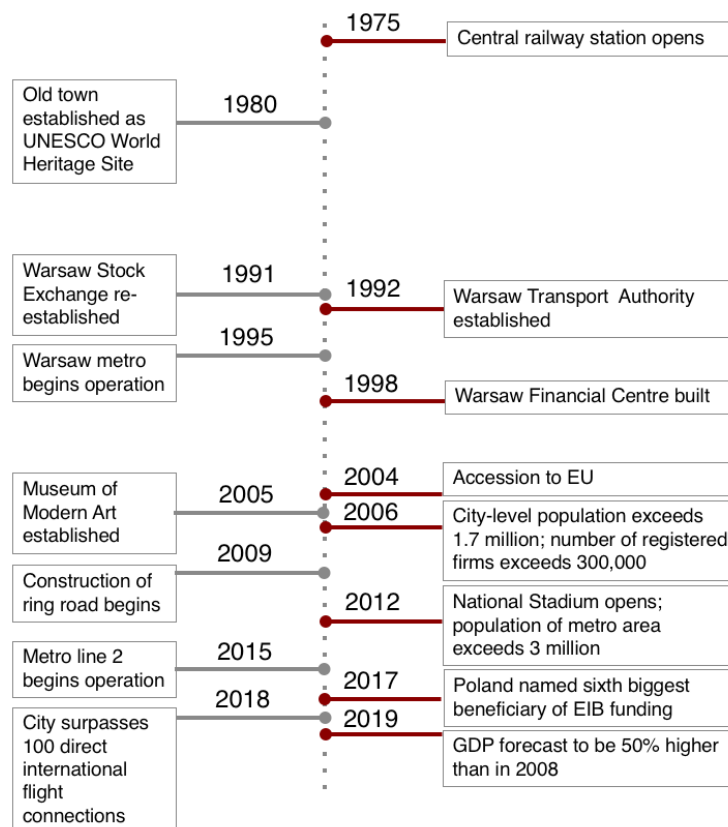 1975
Central railway station opens
1980
Old town
established as
UNESCO World
Heritage Site
1991
Warsaw Stock
Exchange re-
established
1992
Warsaw Transport Authority
established
1995
Warsaw metro
begins operation
1998
Warsaw Financial Centre built
2004
Accession to EU
2005
Museum of
Modern Art
established
2006
City-level population exceeds
1.7 million; number of registered
firms exceeds 300,000
2009
Construction of
ring road begins
2012
National Stadium opens;
population of metro area
exceeds 3 million
2015
Metro line 2
begins operation
2017
Poland named sixth biggest
beneficiary of EIB funding
2018
City surpasses
100 direct
international
flight
connections
2019
GDP forecast to be 50% higher
than in 2008